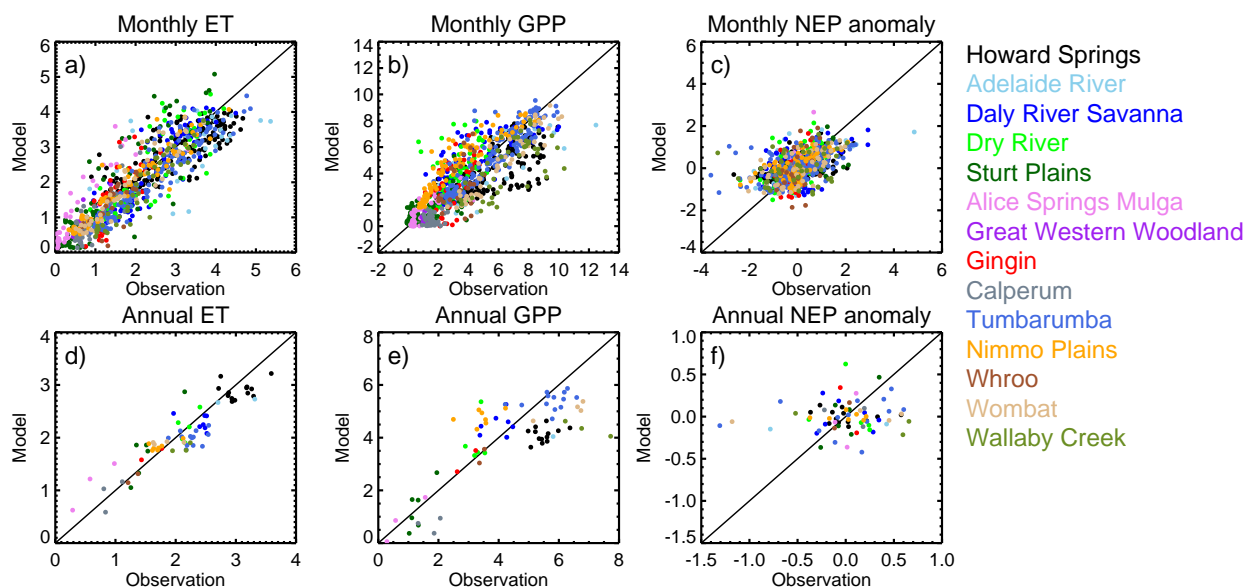 Monthly ET
Monthly GPP
Monthly NEP anomaly
a)
b)
c)
Model
6
5
4
3
2
1
0
0 1 2 3 4 5 6
Observation
Model
14
12
10
8
6
4
2
0
-2
-2 0 2 4 6 8 10 12 14
Observation
Model
6
4
2
0
-2
-4
-4 -2 0 2 4 6
Observation
Howard Springs
Adelaide River
Daly River Savanna
Dry River
Sturt Plains
Alice Springs Mulga
Great Western Woodland
Gingin
Calperum
Tumbarumba
Nimmo Plains
Whroo
Wombat
Wallaby Creek
Annual ET
Annual GPP
Annual NEP anomaly
d)
e)
f)
Model
4
3
2
1
0
0 1 2 3 4
Observation
Model
8
6
4
2
0
0 2 4 6 8
Observation
Model
1.0
0.5
0.0
-0.5
-1.0
-1.5
-1.5 -1.0 -0.5 0.0 0.5 1.0
Observation